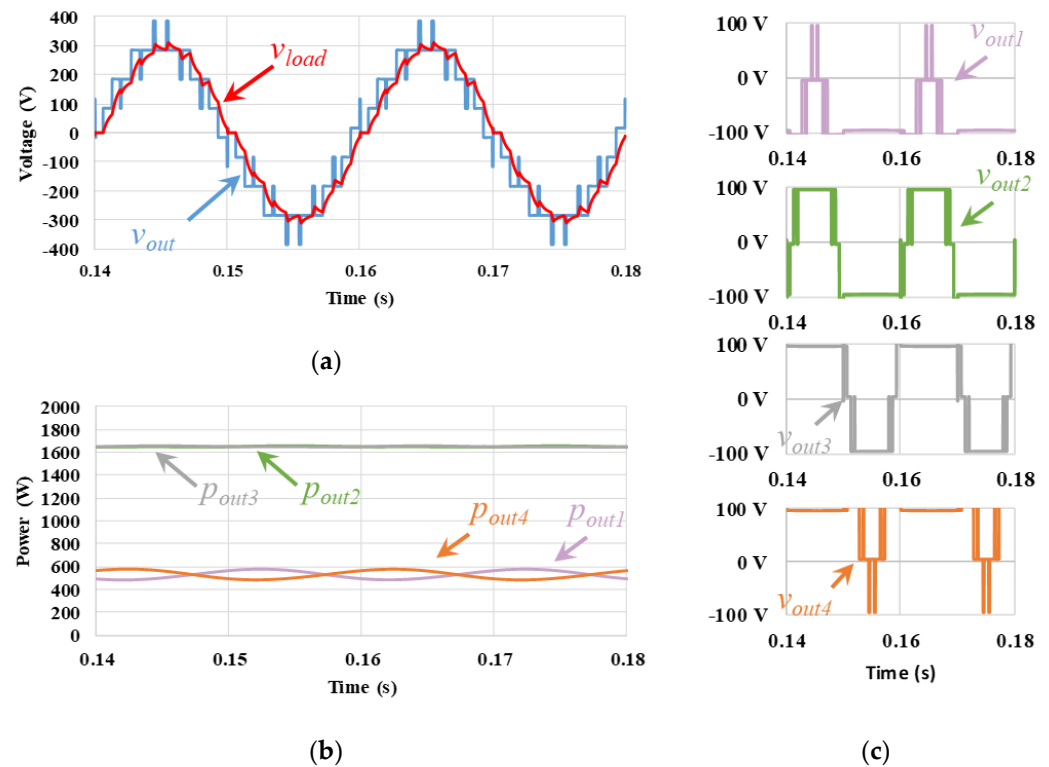 400
300
200
100
0
-100
-200
-300
-400
Voltage (V)
v_load
v_out
0.14 0.15 0.16 0.17 0.18
Time (s)
(a)
2000
1800
1600
1400
1200
1000
800
600
400
200
0
Power (W)
p_out3
p_out2
p_out4
p_out1
0.14 0.15 0.16 0.17 0.18
Time (s)
(b)
100 V
0 V
-100 V
v_out1
0.14 0.16 0.18
100 V
0 V
-100 V
v_out2
0.14 0.16 0.18
100 V
0 V
-100 V
v_out3
0.14 0.16 0.18
100 V
0 V
-100 V
v_out4
0.14 0.16 0.18
Time (s)
(c)